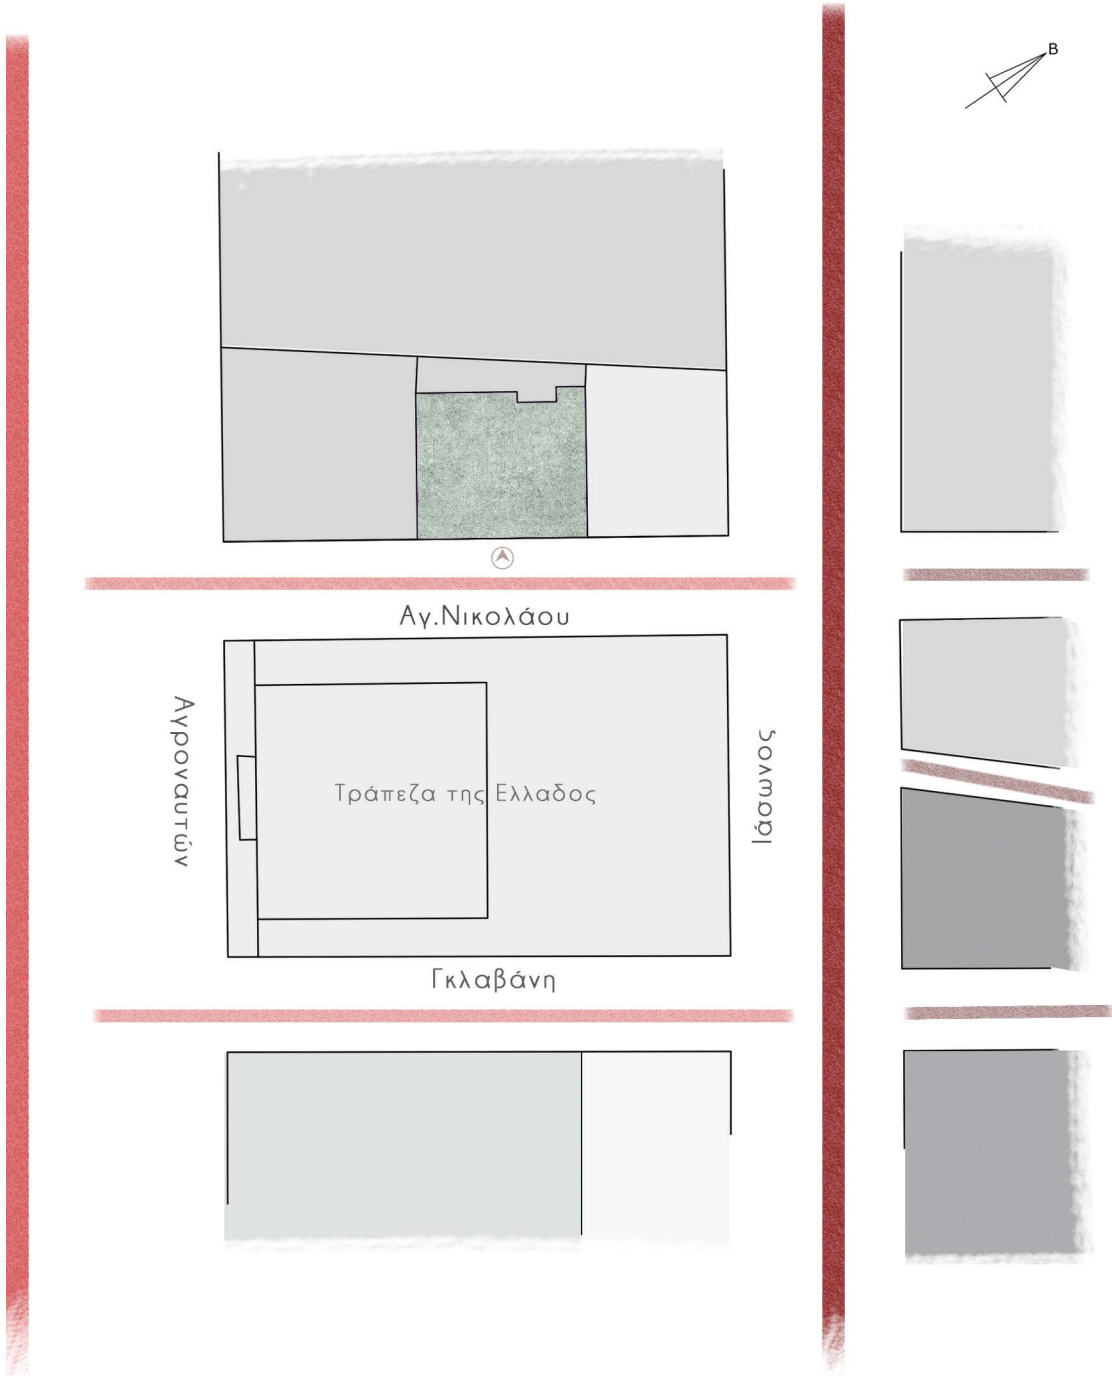 Β
Αγ.Νικολάου
Αγροναυτών
Τράπεζα της Ελλαδος
Ιάσωνος
Γκλαβάνη